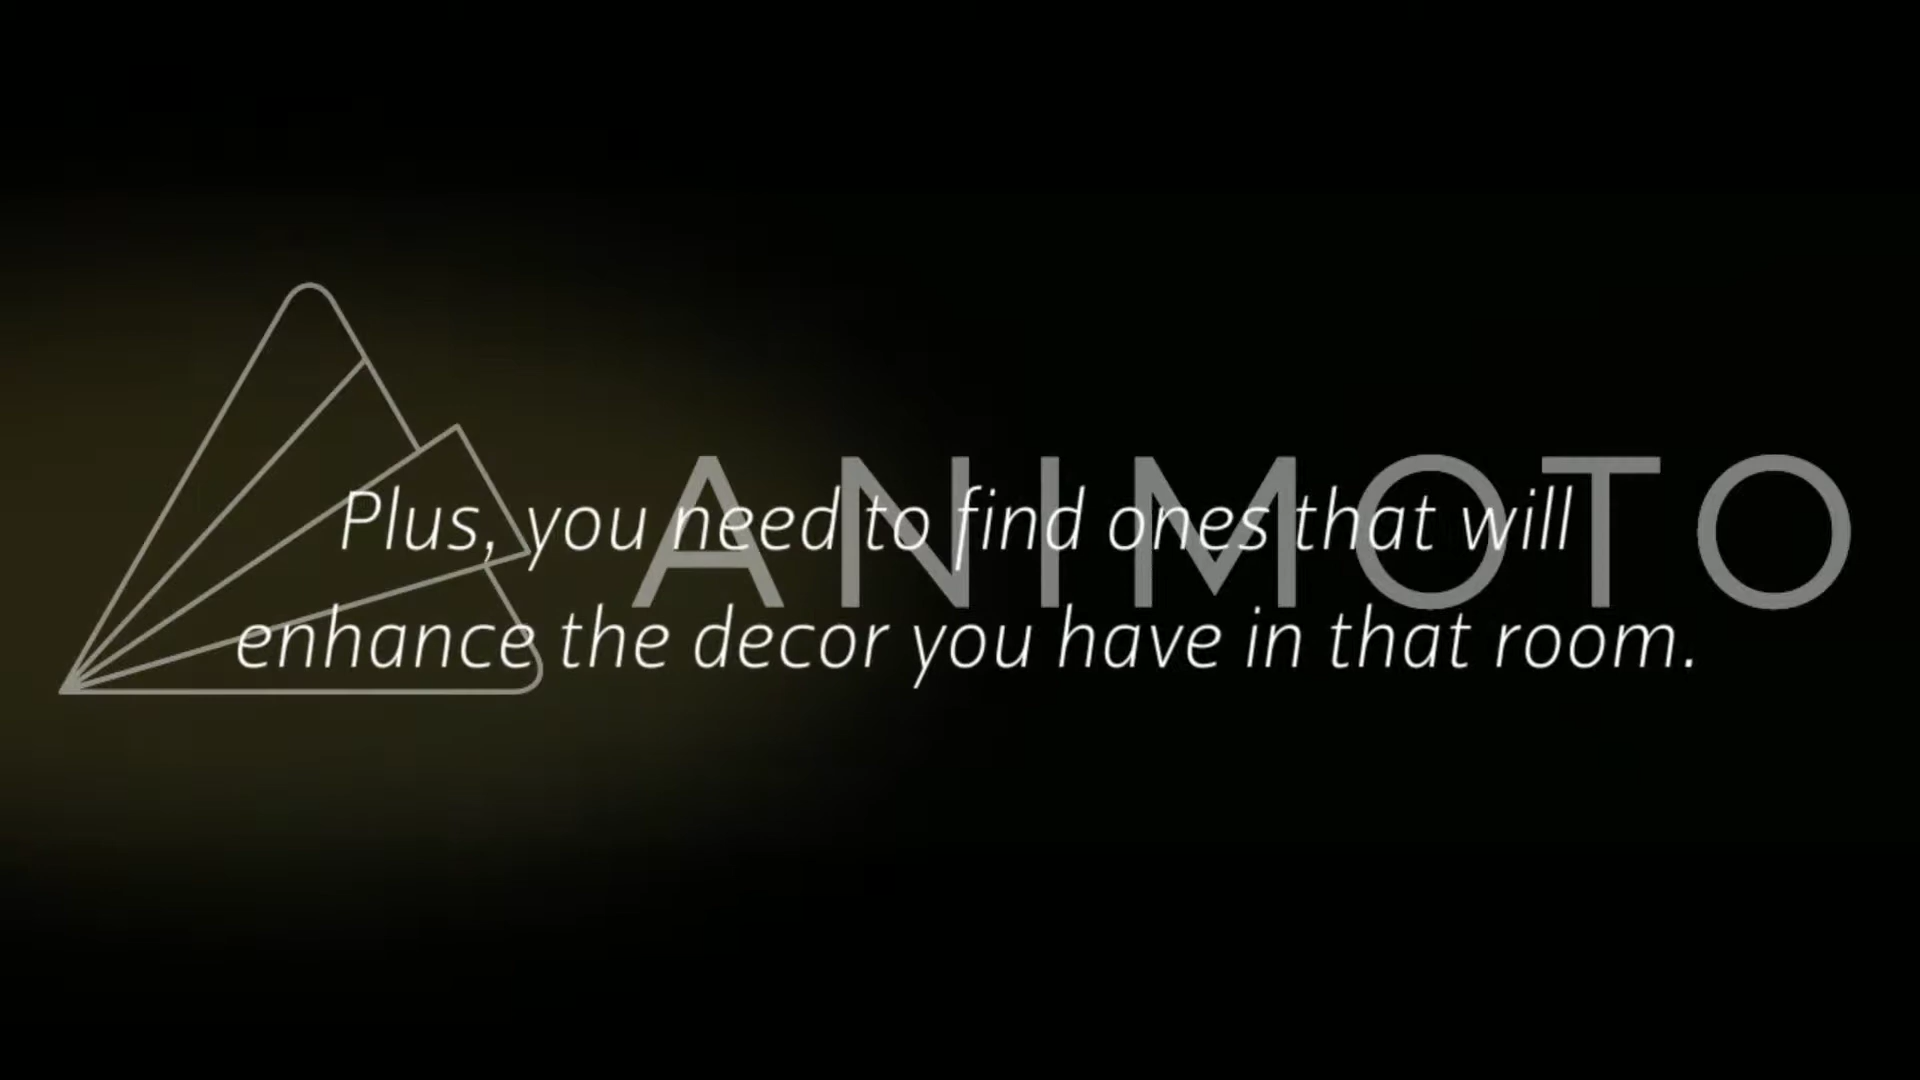 ANIMOTO
Plus, you need to find ones that will
enhance the decor you have in that room.